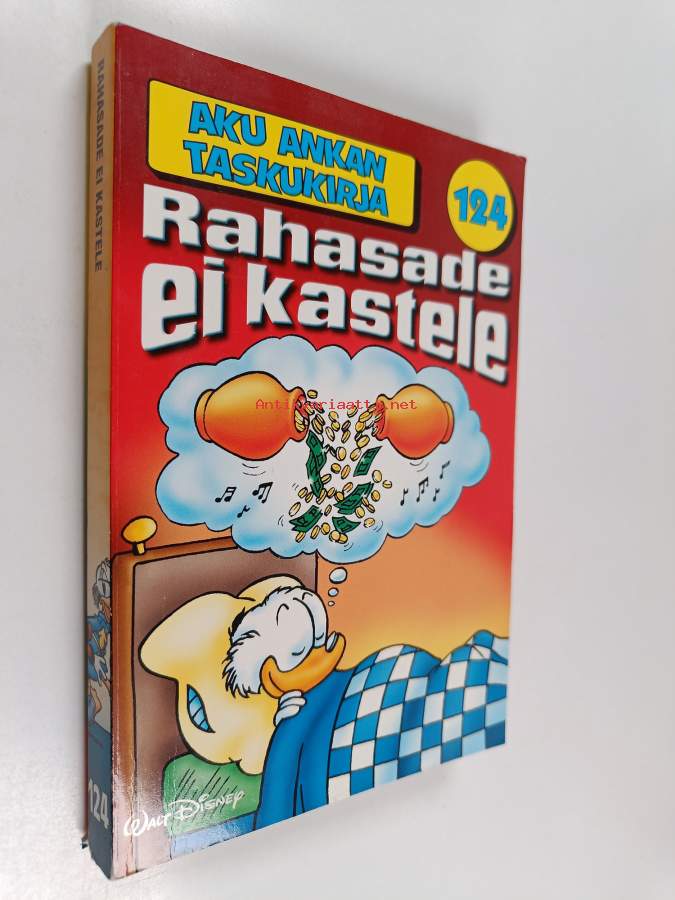 RAHASADE EI KASTELE
124
AKU ANKAN
TASKUKIRJA
124
Rahasade
ei kastele
Antikvariaatti.net
WALT DISNEY